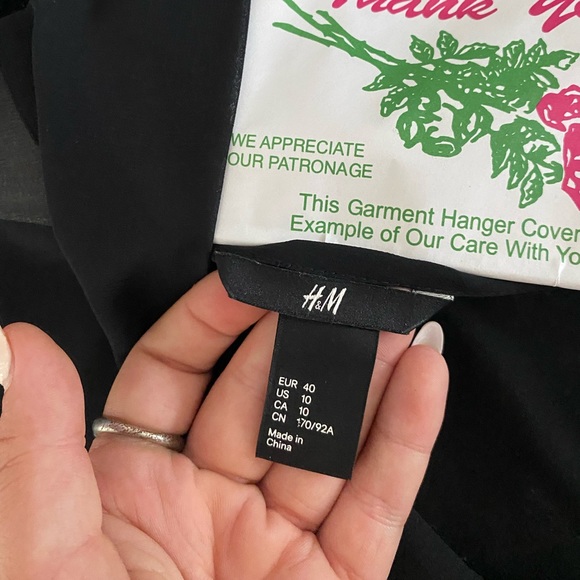 Thank
WE APPRECIATE
OUR PATRONAGE
This Garment Hanger Cover
Example of Our Care With Yo
H&M
EUR 40
US 10
CA 10
CN 170/92A
Made in
China